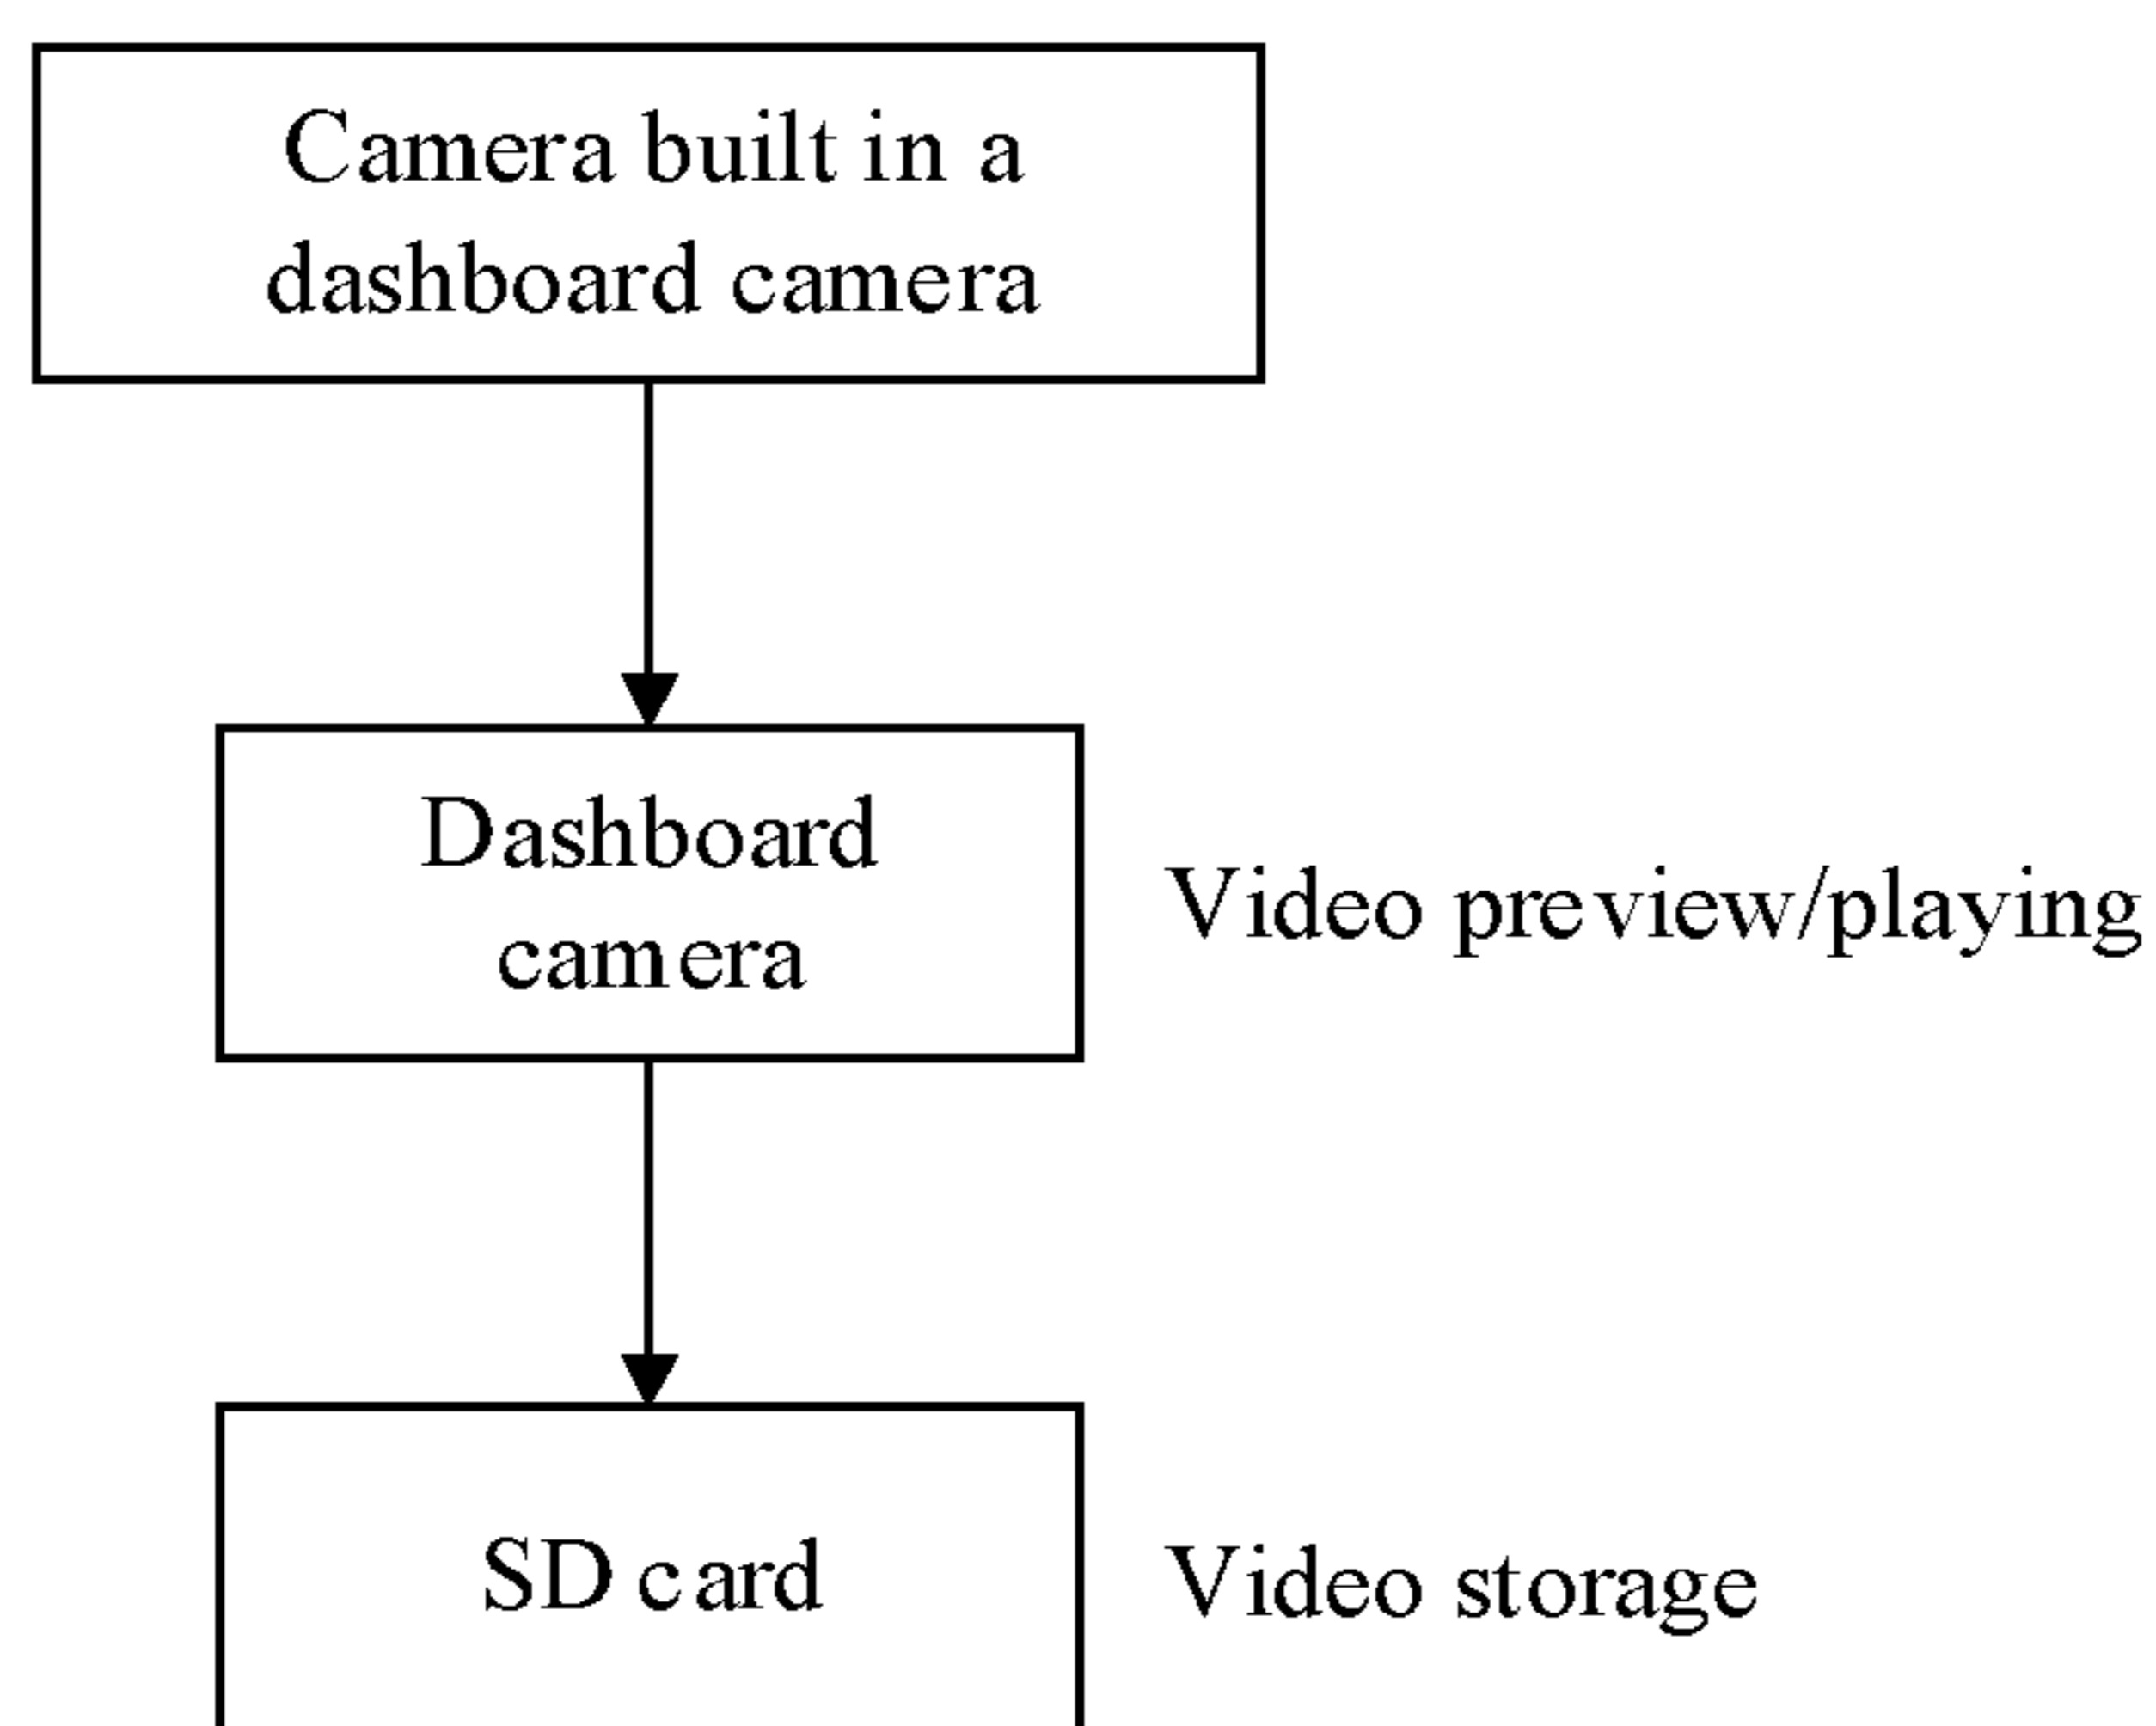 Camera built in a
dashboard camera
Dashboard
camera
Video preview/playing
SD card
Video storage